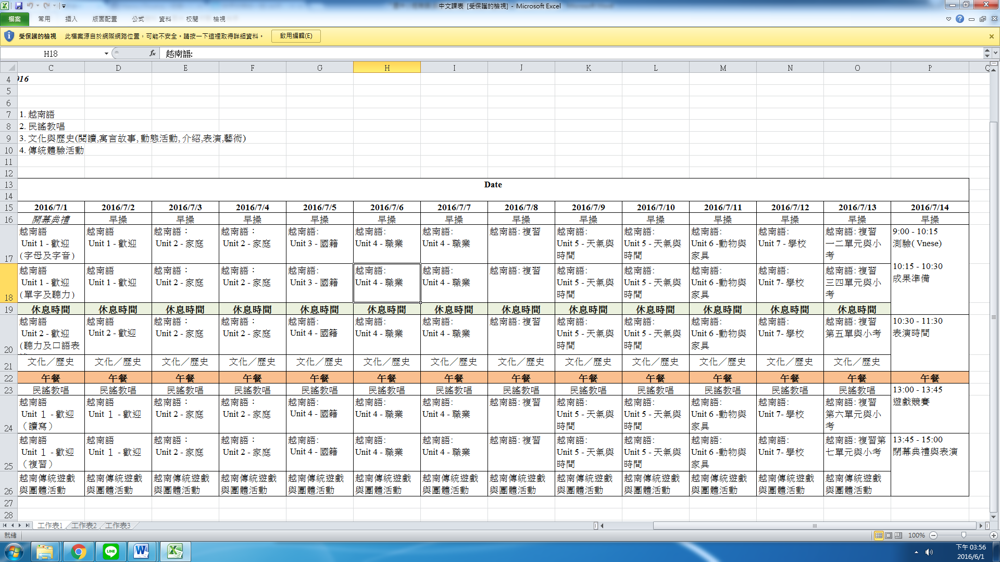 中文課表 [受保護的檢視] - Microsoft Excel
檔案 常用 插入 版面配置 公式 資料 校閱 檢視
受保護的檢視 此檔案源自於網際網路位置，可能不安全。請按一下這裡取得詳細資料。 啟用編輯(E)
H18 fx 越南語:
C D E F G H I J K L M N O P Q
4 016
5
6
7 1. 越南語
8 2. 民謠教唱
9 3. 文化與歷史(閱讀,寓言故事, 動態活動, 介紹,表演,藝術)
10 4. 傳統體驗活動
11
12
13 Date
14
15 2016/7/1 2016/7/2 2016/7/3 2016/7/4 2016/7/5 2016/7/6 2016/7/7 2016/7/8 2016/7/9 2016/7/10 2016/7/11 2016/7/12 2016/7/13 2016/7/14
16 開幕典禮 早操 早操 早操 早操 早操 早操 早操 早操 早操 早操 早操 早操 早操
越南語 越南語 越南語： 越南語： 越南語: 越南語: 越南語: 越南語: 複習 越南語: 越南語: 越南語: 越南語: 越南語: 複習 9:00 - 10:15
Unit 1 - 歡迎 Unit 1 - 歡迎 Unit 2 - 家庭 Unit 2 - 家庭 Unit 3 - 國籍 Unit 4 - 職業 Unit 4 - 職業 Unit 5 - 天氣與 Unit 5 - 天氣與 Unit 6 -動物與 Unit 7 - 學校 一二單元與小 測驗( Vnese)
17 (字母及字音) 時間 時間 家具 考
越南語 越南語 越南語： 越南語： 越南語: 越南語: 越南語: 越南語: 複習 越南語: 越南語: 越南語: 越南語: 越南語: 複習 10:15 - 10:30
Unit 1 - 歡迎 Unit 1 - 歡迎 Unit 2 - 家庭 Unit 2 - 家庭 Unit 3 - 國籍 Unit 4 - 職業 Unit 4 - 職業 Unit 5 - 天氣與 Unit 5 - 天氣與 Unit 6 -動物與 Unit 7- 學校 三四單元與小 成果準備
18 (單字及聽力) 時間 時間 家具 考
19 休息時間 休息時間 休息時間 休息時間 休息時間 休息時間 休息時間 休息時間 休息時間 休息時間 休息時間 休息時間 休息時間
越南語 越南語 越南語： 越南語： 越南語: 越南語: 越南語: 越南語: 複習 越南語: 越南語: 越南語: 越南語: 越南語: 複習 10:30 - 11:30
Unit 2 - 歡迎 Unit 2 - 歡迎 Unit 2 - 家庭 Unit 2 - 家庭 Unit 4 - 國籍 Unit 4 - 職業 Unit 4 - 職業 Unit 5 - 天氣與 Unit 5 - 天氣與 Unit 6 -動物與 Unit 7- 學校 第五單與小考 表演時間
20 (聽力及口語表 時間 時間 家具
21 文化／歷史 文化／歷史 文化／歷史 文化／歷史 文化／歷史 文化／歷史 文化／歷史 文化／歷史 文化／歷史 文化／歷史 文化／歷史 文化／歷史 文化／歷史
22 午餐 午餐 午餐 午餐 午餐 午餐 午餐 午餐 午餐 午餐 午餐 午餐 午餐 午餐
23 民謠教唱 民謠教唱 民謠教唱 民謠教唱 民謠教唱 民謠教唱 民謠教唱 民謠教唱 民謠教唱 民謠教唱 民謠教唱 民謠教唱 民謠教唱 13:00 - 13:45
越南語 越南語 越南語： 越南語： 越南語: 越南語: 越南語: 越南語: 複習 越南語: 越南語: 越南語: 越南語: 越南語: 複習 遊戲競賽
Unit １ - 歡迎 Unit １ - 歡迎 Unit 2 - 家庭 Unit 2 - 家庭 Unit 4 - 國籍 Unit 4 - 職業 Unit 4 - 職業 Unit 5 - 天氣與 Unit 5 - 天氣與 Unit 6 -動物與 Unit 7- 學校 第六單元與小
24 （讀寫） 時間 時間 家具 考
越南語 越南語 越南語： 越南語： 越南語: 越南語: 越南語: 越南語: 複習 越南語: 越南語: 越南語: 越南語: 越南語: 複習第 13:45 - 15:00
Unit １ - 歡迎 Unit １ - 歡迎 Unit 2 - 家庭 Unit 2 - 家庭 Unit 4 - 國籍 Unit 4 - 職業 Unit 4 - 職業 Unit 5 - 天氣與 Unit 5 - 天氣與 Unit 6 -動物與 Unit 7- 學校 七單元與小考 閉幕典禮與表演
25 （複習） 時間 時間 家具
越南傳統遊戲 越南傳統遊戲 越南傳統遊戲 越南傳統遊戲 越南傳統遊戲 越南傳統遊戲 越南傳統遊戲 越南傳統遊戲 越南傳統遊戲 越南傳統遊戲 越南傳統遊戲 越南傳統遊戲 越南傳統遊戲
26 與團體活動 與團體活動 與團體活動 與團體活動 與團體活動 與團體活動 與團體活動 與團體活動 與團體活動 與團體活動 與團體活動 與團體活動 與團體活動
27
28
工作表1 工作表2 工作表3
就緒 100%
LINE 下午 03:56
2016/6/1